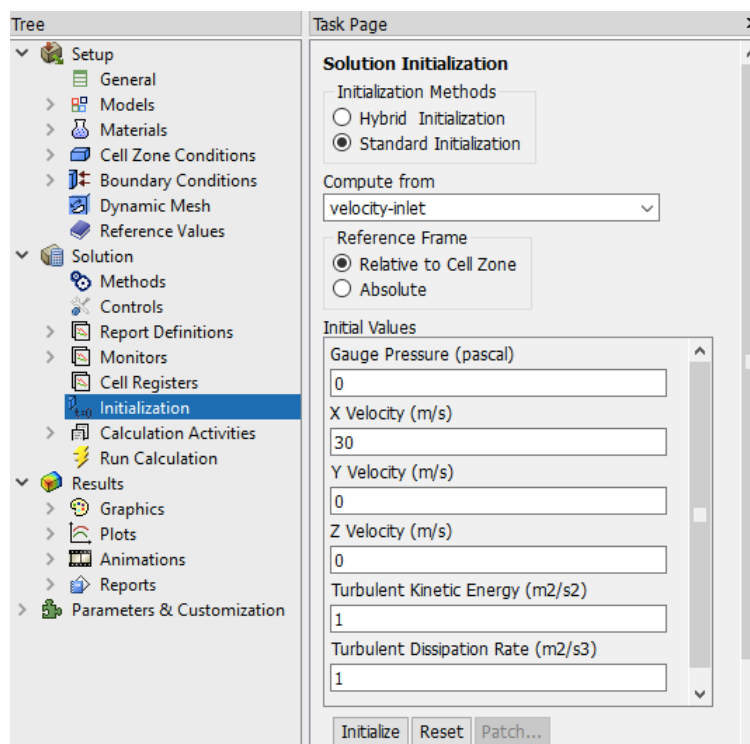 Tree
Setup
General
Models
Materials
Cell Zone Conditions
Boundary Conditions
Dynamic Mesh
Reference Values
Solution
Methods
Controls
Report Definitions
Monitors
Cell Registers
t=0 Initialization
Calculation Activities
Run Calculation
Results
Graphics
Plots
Animations
Reports
Parameters & Customization
Task Page
Solution Initialization
Initialization Methods
Hybrid Initialization
Standard Initialization
Compute from
velocity-inlet
Reference Frame
Relative to Cell Zone
Absolute
Initial Values
Gauge Pressure (pascal)
0
X Velocity (m/s)
30
Y Velocity (m/s)
0
Z Velocity (m/s)
0
Turbulent Kinetic Energy (m2/s2)
1
Turbulent Dissipation Rate (m2/s3)
1
Initialize Reset Patch...